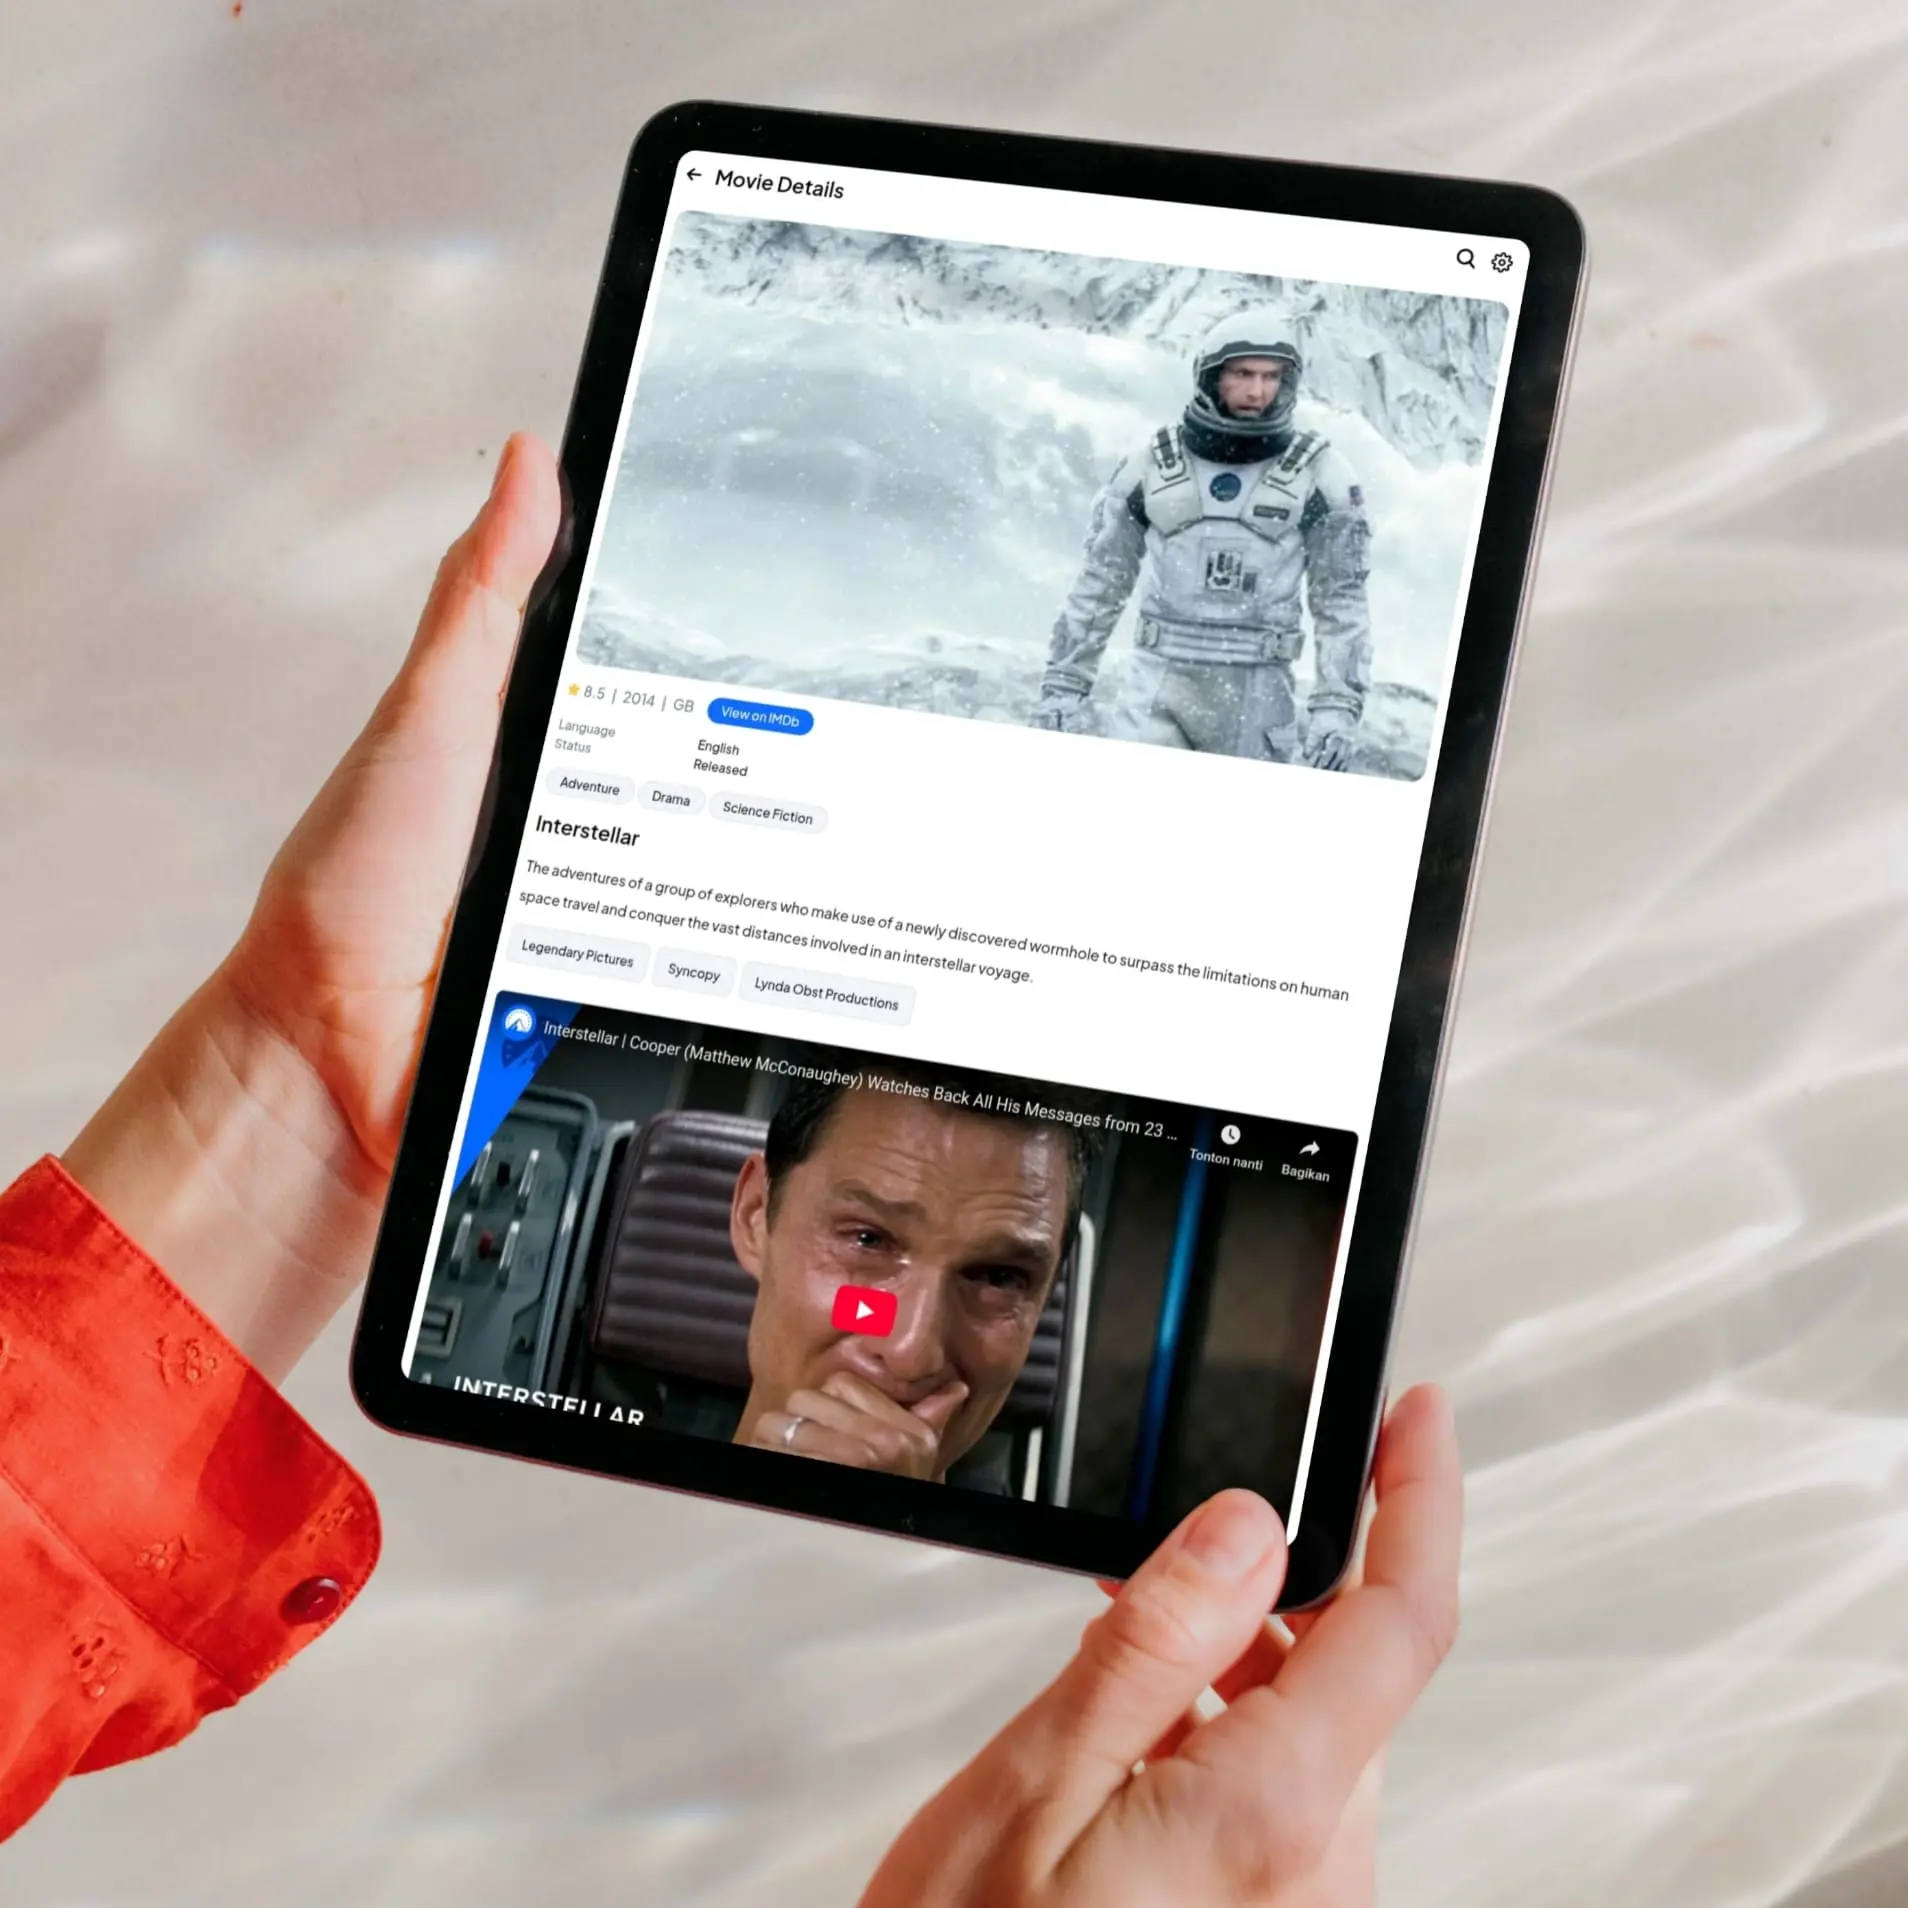 Movie Details
8.5 | 2014 | GB
View on IMDb
Language English
Status Released
Adventure
Drama
Science Fiction
Interstellar
The adventures of a group of explorers who make use of a newly discovered wormhole to surpass the limitations on human
space travel and conquer the vast distances involved in an interstellar voyage.
Legendary Pictures
Syncopy
Lynda Obst Productions
Interstellar | Cooper (Matthew McConaughey) Watches Back All His Messages from 23 ...
Tonton nanti
Bagikan
INTERSTELLAR